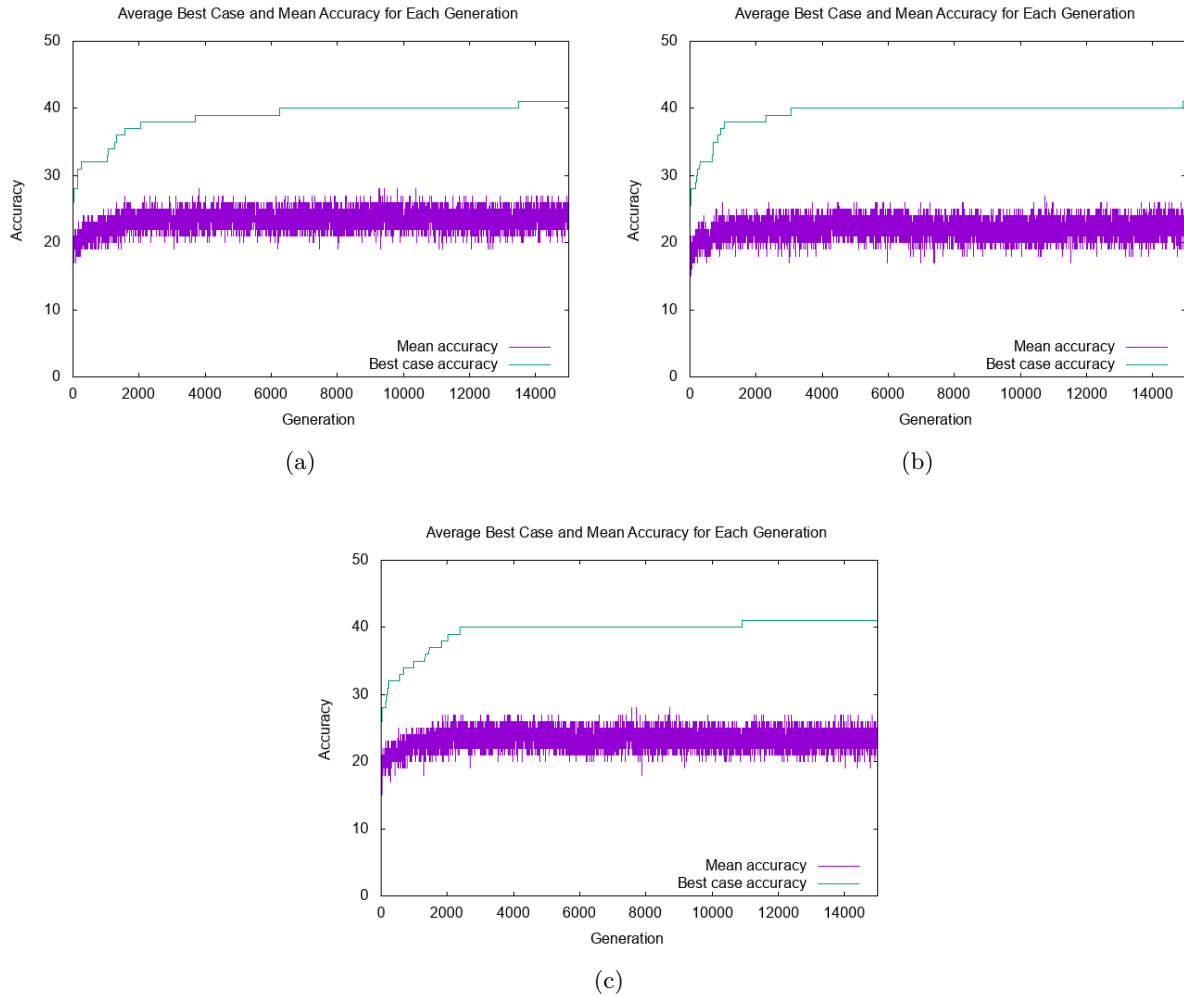 Average Best Case and Mean Accuracy for Each Generation
50
40
30
20
10
0
Accuracy
Mean accuracy
Best case accuracy
0 2000 4000 6000 8000 10000 12000 14000
Generation
(a)
Average Best Case and Mean Accuracy for Each Generation
50
40
30
20
10
0
Accuracy
Mean accuracy
Best case accuracy
0 2000 4000 6000 8000 10000 12000 14000
Generation
(b)
Average Best Case and Mean Accuracy for Each Generation
50
40
30
20
10
0
Accuracy
Mean accuracy
Best case accuracy
0 2000 4000 6000 8000 10000 12000 14000
Generation
(c)